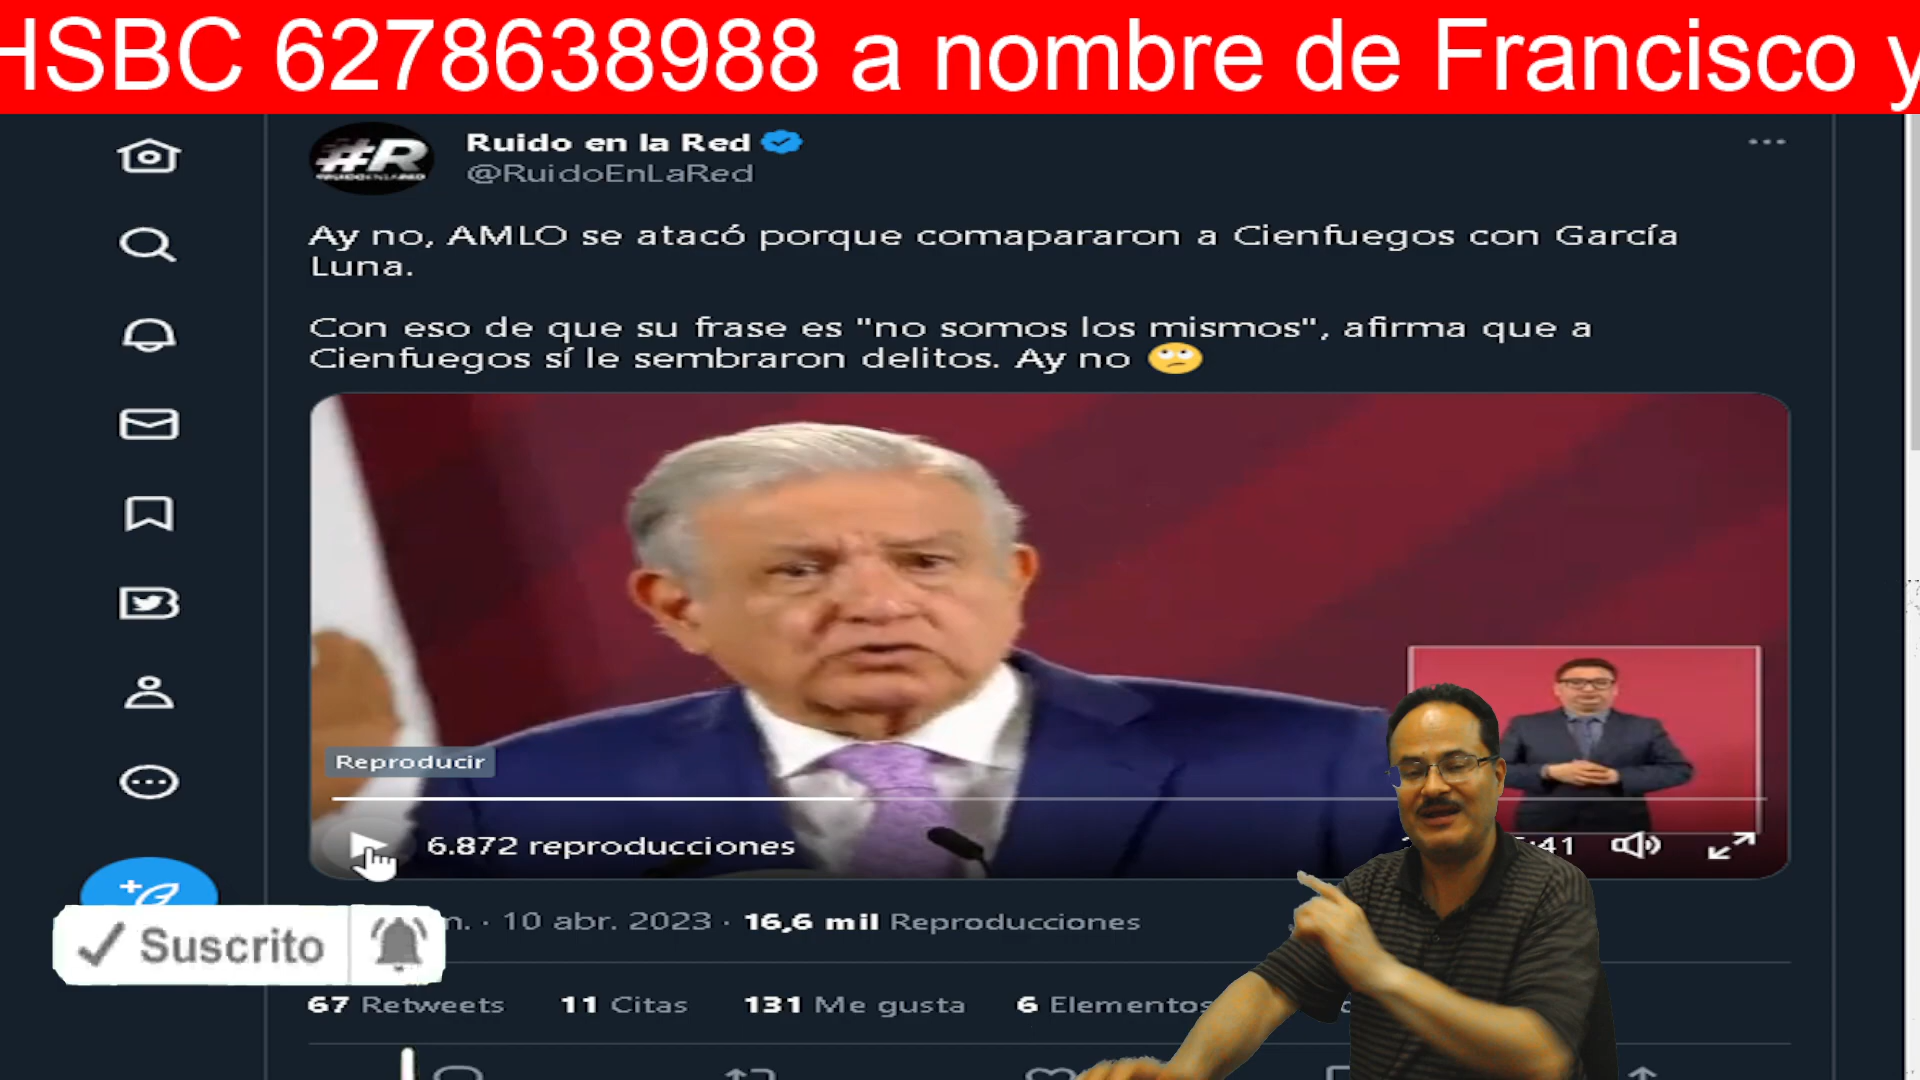 HSBC 6278638988 a nombre de Francisco y
#R
Ruido en la Red
@RuidoEnLaRed
Ay no, AMLO se atacó porque comapararon a Cienfuegos con García
Luna.
Con eso de que su frase es "no somos los mismos", afirma que a
Cienfuegos sí le sembraron delitos. Ay no 🙄
Reproducir
6.872 reproducciones
:41
m. · 10 abr. 2023 · 16,6 mil Reproducciones
Suscrito
67 Retweets 11 Citas 131 Me gusta 6 Elementos